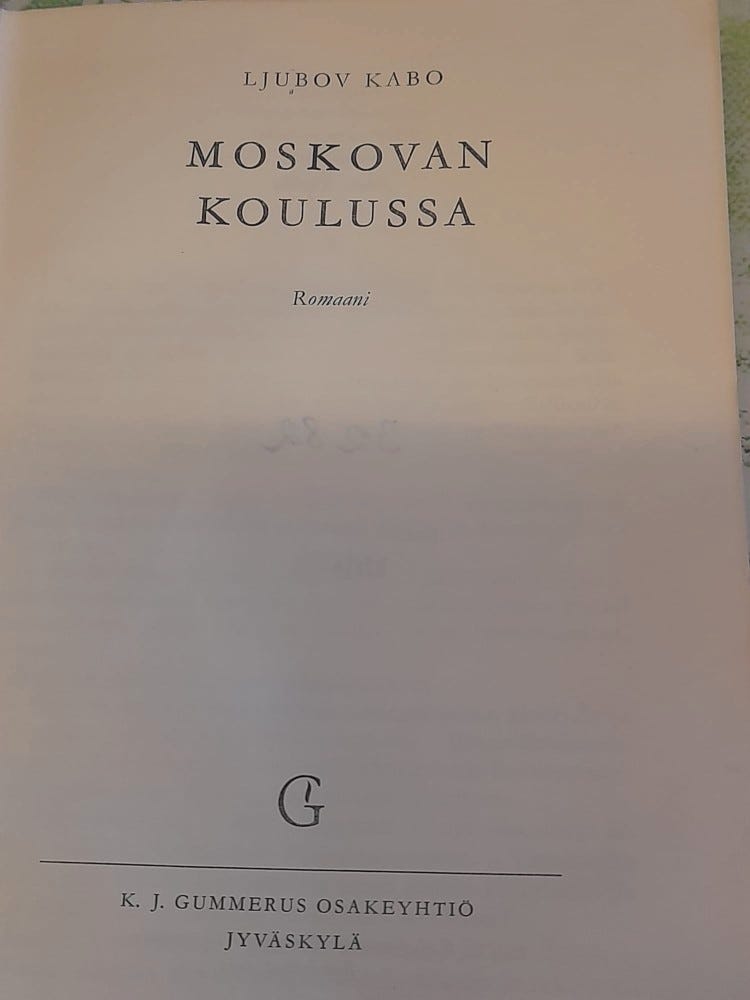 LJUBOV KABO
MOSKOVAN
KOULUSSA
Romaani
G
K. J. GUMMERUS OSAKEYHTIÖ
JYVÄSKYLÄ